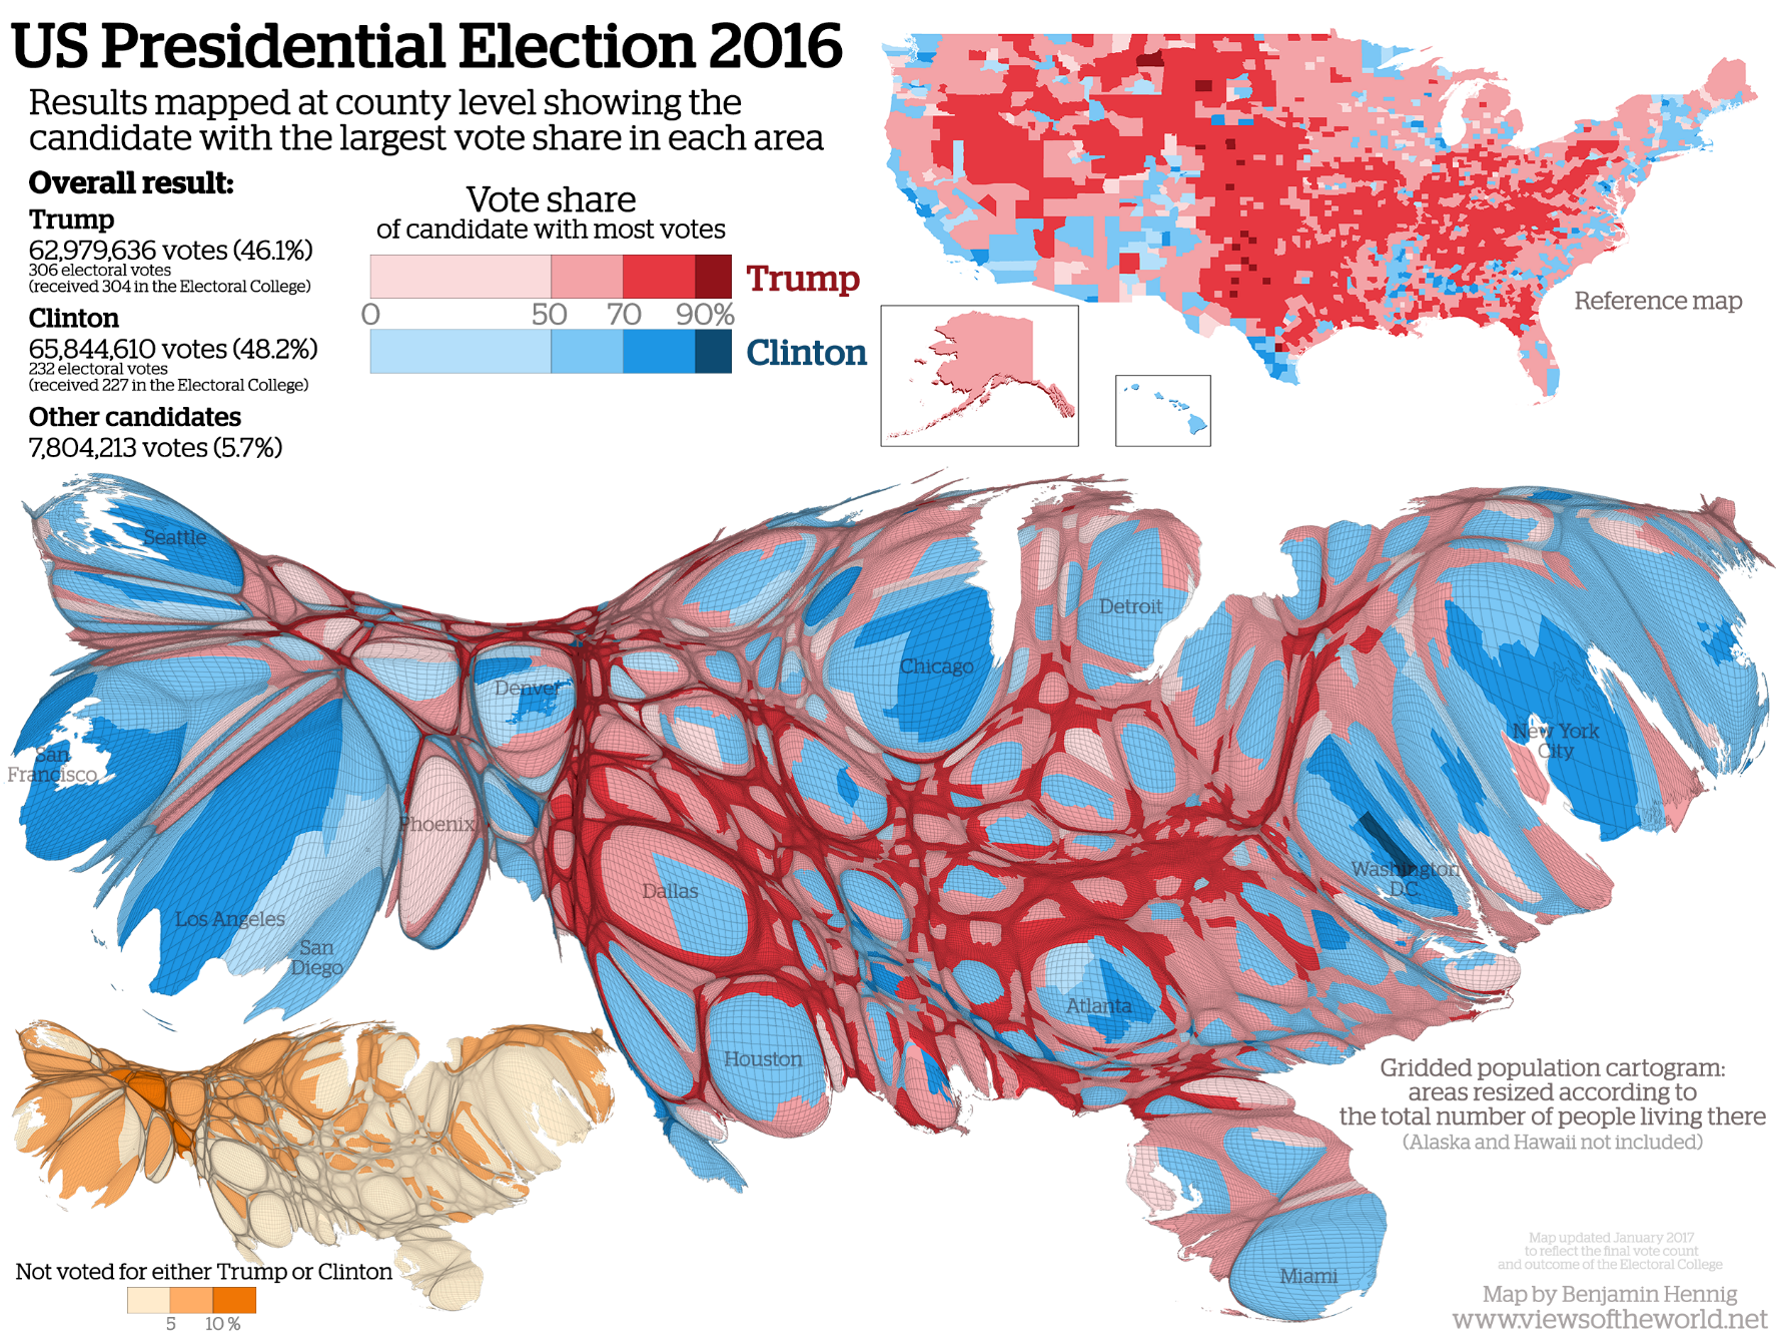 US Presidential Election 2016
Results mapped at county level showing the
candidate with the largest vote share in each area
Overall result:
Trump
62,979,636 votes (46.1%)
306 electoral votes
(received 304 in the Electoral College)
Clinton
65,844,610 votes (48.2%)
232 electoral votes
(received 227 in the Electoral College)
Other candidates
7,804,213 votes (5.7%)
Vote share
of candidate with most votes
Trump
0 50 70 90%
Clinton
Reference map
Seattle
San
Francisco
Los Angeles
San
Diego
Phoenix
Denver
Dallas
Houston
Chicago
Detroit
Atlanta
Miami
Washington
D.C.
New York
City
Gridded population cartogram:
areas resized according to
the total number of people living there
(Alaska and Hawaii not included)
Not voted for either Trump or Clinton
5 10 %
Map updated January 2017
to reflect the final vote count
and outcome of the Electoral College
Map by Benjamin Hennig
www.viewsoftheworld.net